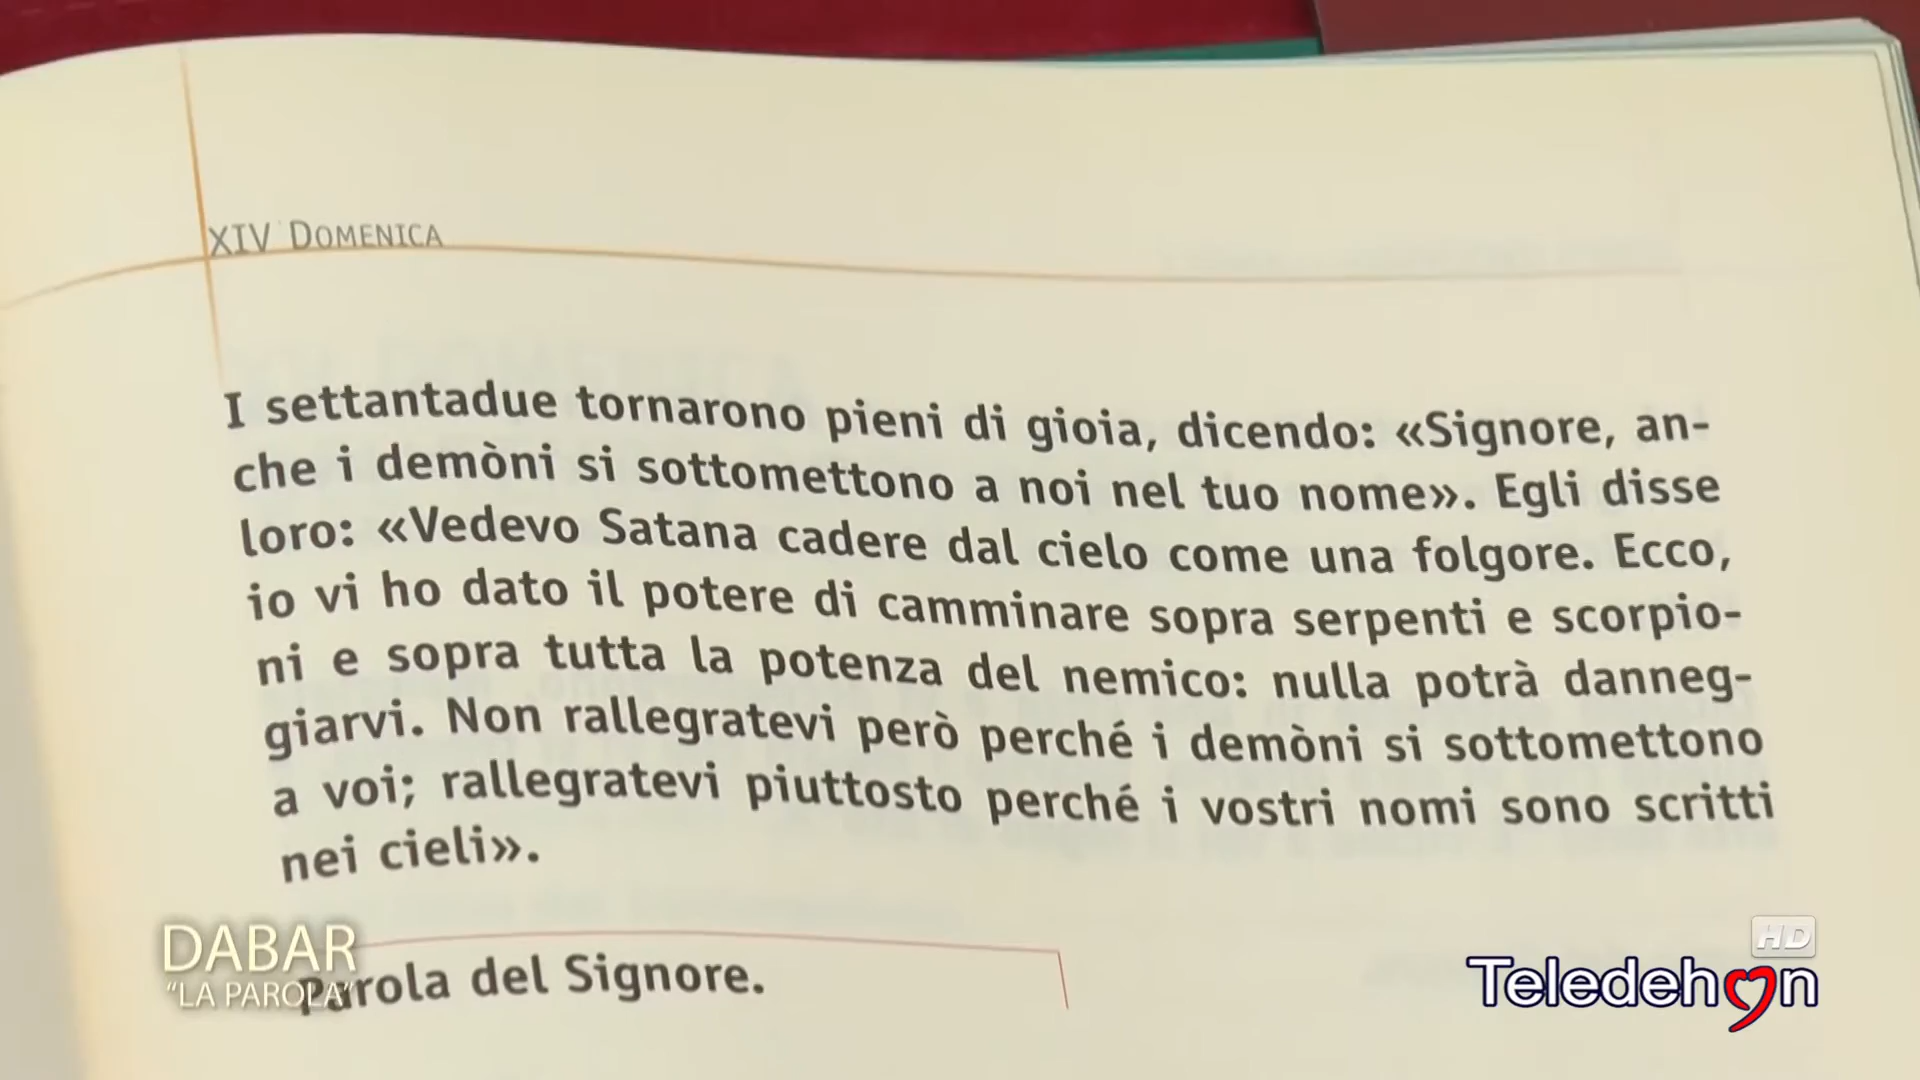 XIV DOMENICA
I settantadue tornarono pieni di gioia, dicendo: «Signore, an-
che i demòni si sottomettono a noi nel tuo nome». Egli disse
loro: «Vedevo Satana cadere dal cielo come una folgore. Ecco,
io vi ho dato il potere di camminare sopra serpenti e scorpio-
ni e sopra tutta la potenza del nemico: nulla potrà danneg-
giarvi. Non rallegratevi però perché i demòni si sottomettono
a voi; rallegratevi piuttosto perché i vostri nomi sono scritti
nei cieli».
Parola del Signore.
DABAR
“LA PAROLA”
HD
Teledehon